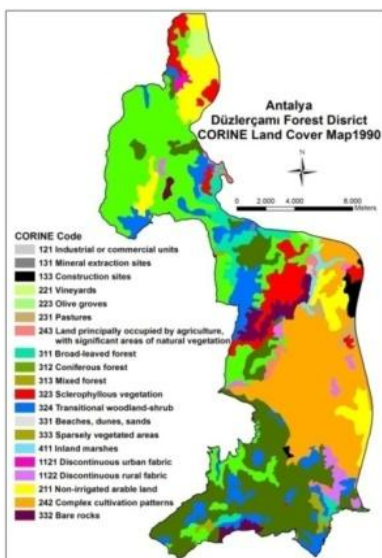 Antalya
Düzlerçamı Forest Disrict
CORINE Land Cover Map1990
N
0 2.000 4.000 8.000
Meters
CORINE Code
121 Industrial or commercial units
131 Mineral extraction sites
133 Construction sites
221 Vineyards
223 Olive groves
231 Pastures
243 Land principally occupied by agriculture,
with significant areas of natural vegetation
311 Broad-leaved forest
312 Coniferous forest
313 Mixed forest
323 Sclerophyllous vegetation
324 Transitional woodland-shrub
331 Beaches, dunes, sands
333 Sparsely vegetated areas
411 Inland marshes
1121 Discontinuous urban fabric
1122 Discontinuous rural fabric
211 Non-irrigated arable land
242 Complex cultivation patterns
332 Bare rocks